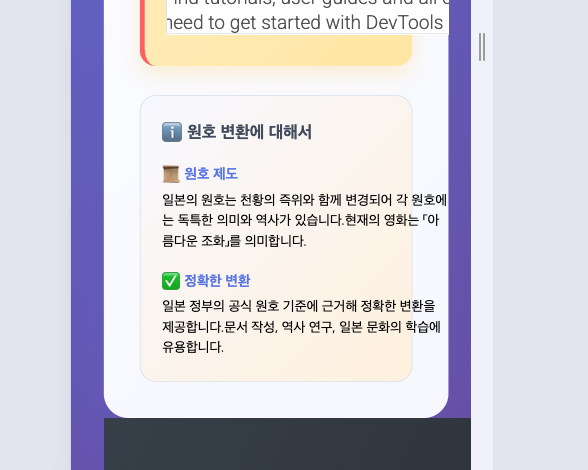 need to get started with DevTools
원호 변환에 대해서
원호 제도
일본의 원호는 천황의 즉위와 함께 변경되어 각 원호에
는 독특한 의미와 역사가 있습니다.현재의 영화는 「아
름다운 조화」를 의미합니다.
정확한 변환
일본 정부의 공식 원호 기준에 근거해 정확한 변환을
제공합니다.문서 작성, 역사 연구, 일본 문화의 학습에
유용합니다.